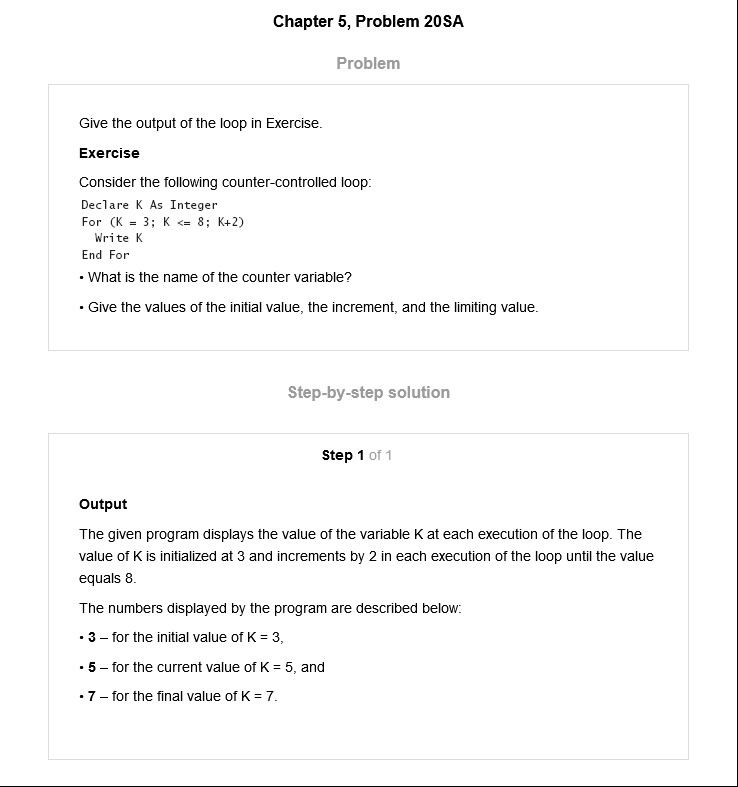 Chapter 5, Problem 20SA
Problem
Give the output of the loop in Exercise.
Exercise
Consider the following counter-controlled loop:
Declare K As Integer
For (K = 3; K <= 8; K+2)
  Write K
End For
• What is the name of the counter variable?
• Give the values of the initial value, the increment, and the limiting value.
Step-by-step solution
Step 1 of 1
Output
The given program displays the value of the variable K at each execution of the loop. The
value of K is initialized at 3 and increments by 2 in each execution of the loop until the value
equals 8.
The numbers displayed by the program are described below:
• 3 – for the initial value of K = 3,
• 5 – for the current value of K = 5, and
• 7 – for the final value of K = 7.